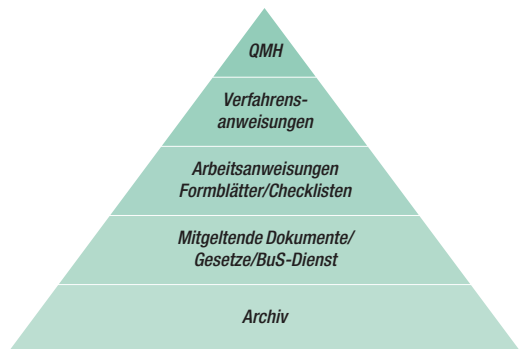 QMH
Verfahrens-
anweisungen
Arbeitsanweisungen
Formblätter/Checklisten
Mitgeltende Dokumente/
Gesetze/BuS-Dienst
Archiv